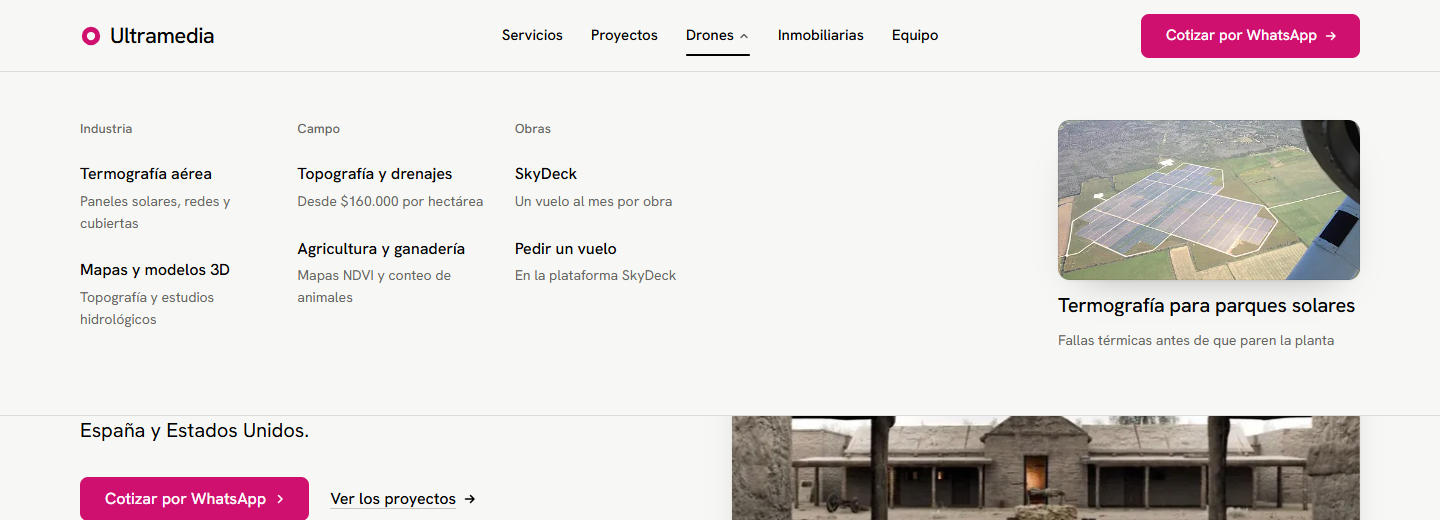 Ultramedia
Servicios
Proyectos
Drones
Inmobiliarias
Equipo
Cotizar por WhatsApp →
Industria
Termografía aérea
Paneles solares, redes y
cubiertas
Mapas y modelos 3D
Topografía y estudios
hidrológicos
Campo
Topografía y drenajes
Desde $160.000 por hectárea
Agricultura y ganadería
Mapas NDVI y conteo de
animales
Obras
SkyDeck
Un vuelo al mes por obra
Pedir un vuelo
En la plataforma SkyDeck
Termografía para parques solares
Fallas térmicas antes de que paren la planta
España y Estados Unidos.
Cotizar por WhatsApp
Ver los proyectos →